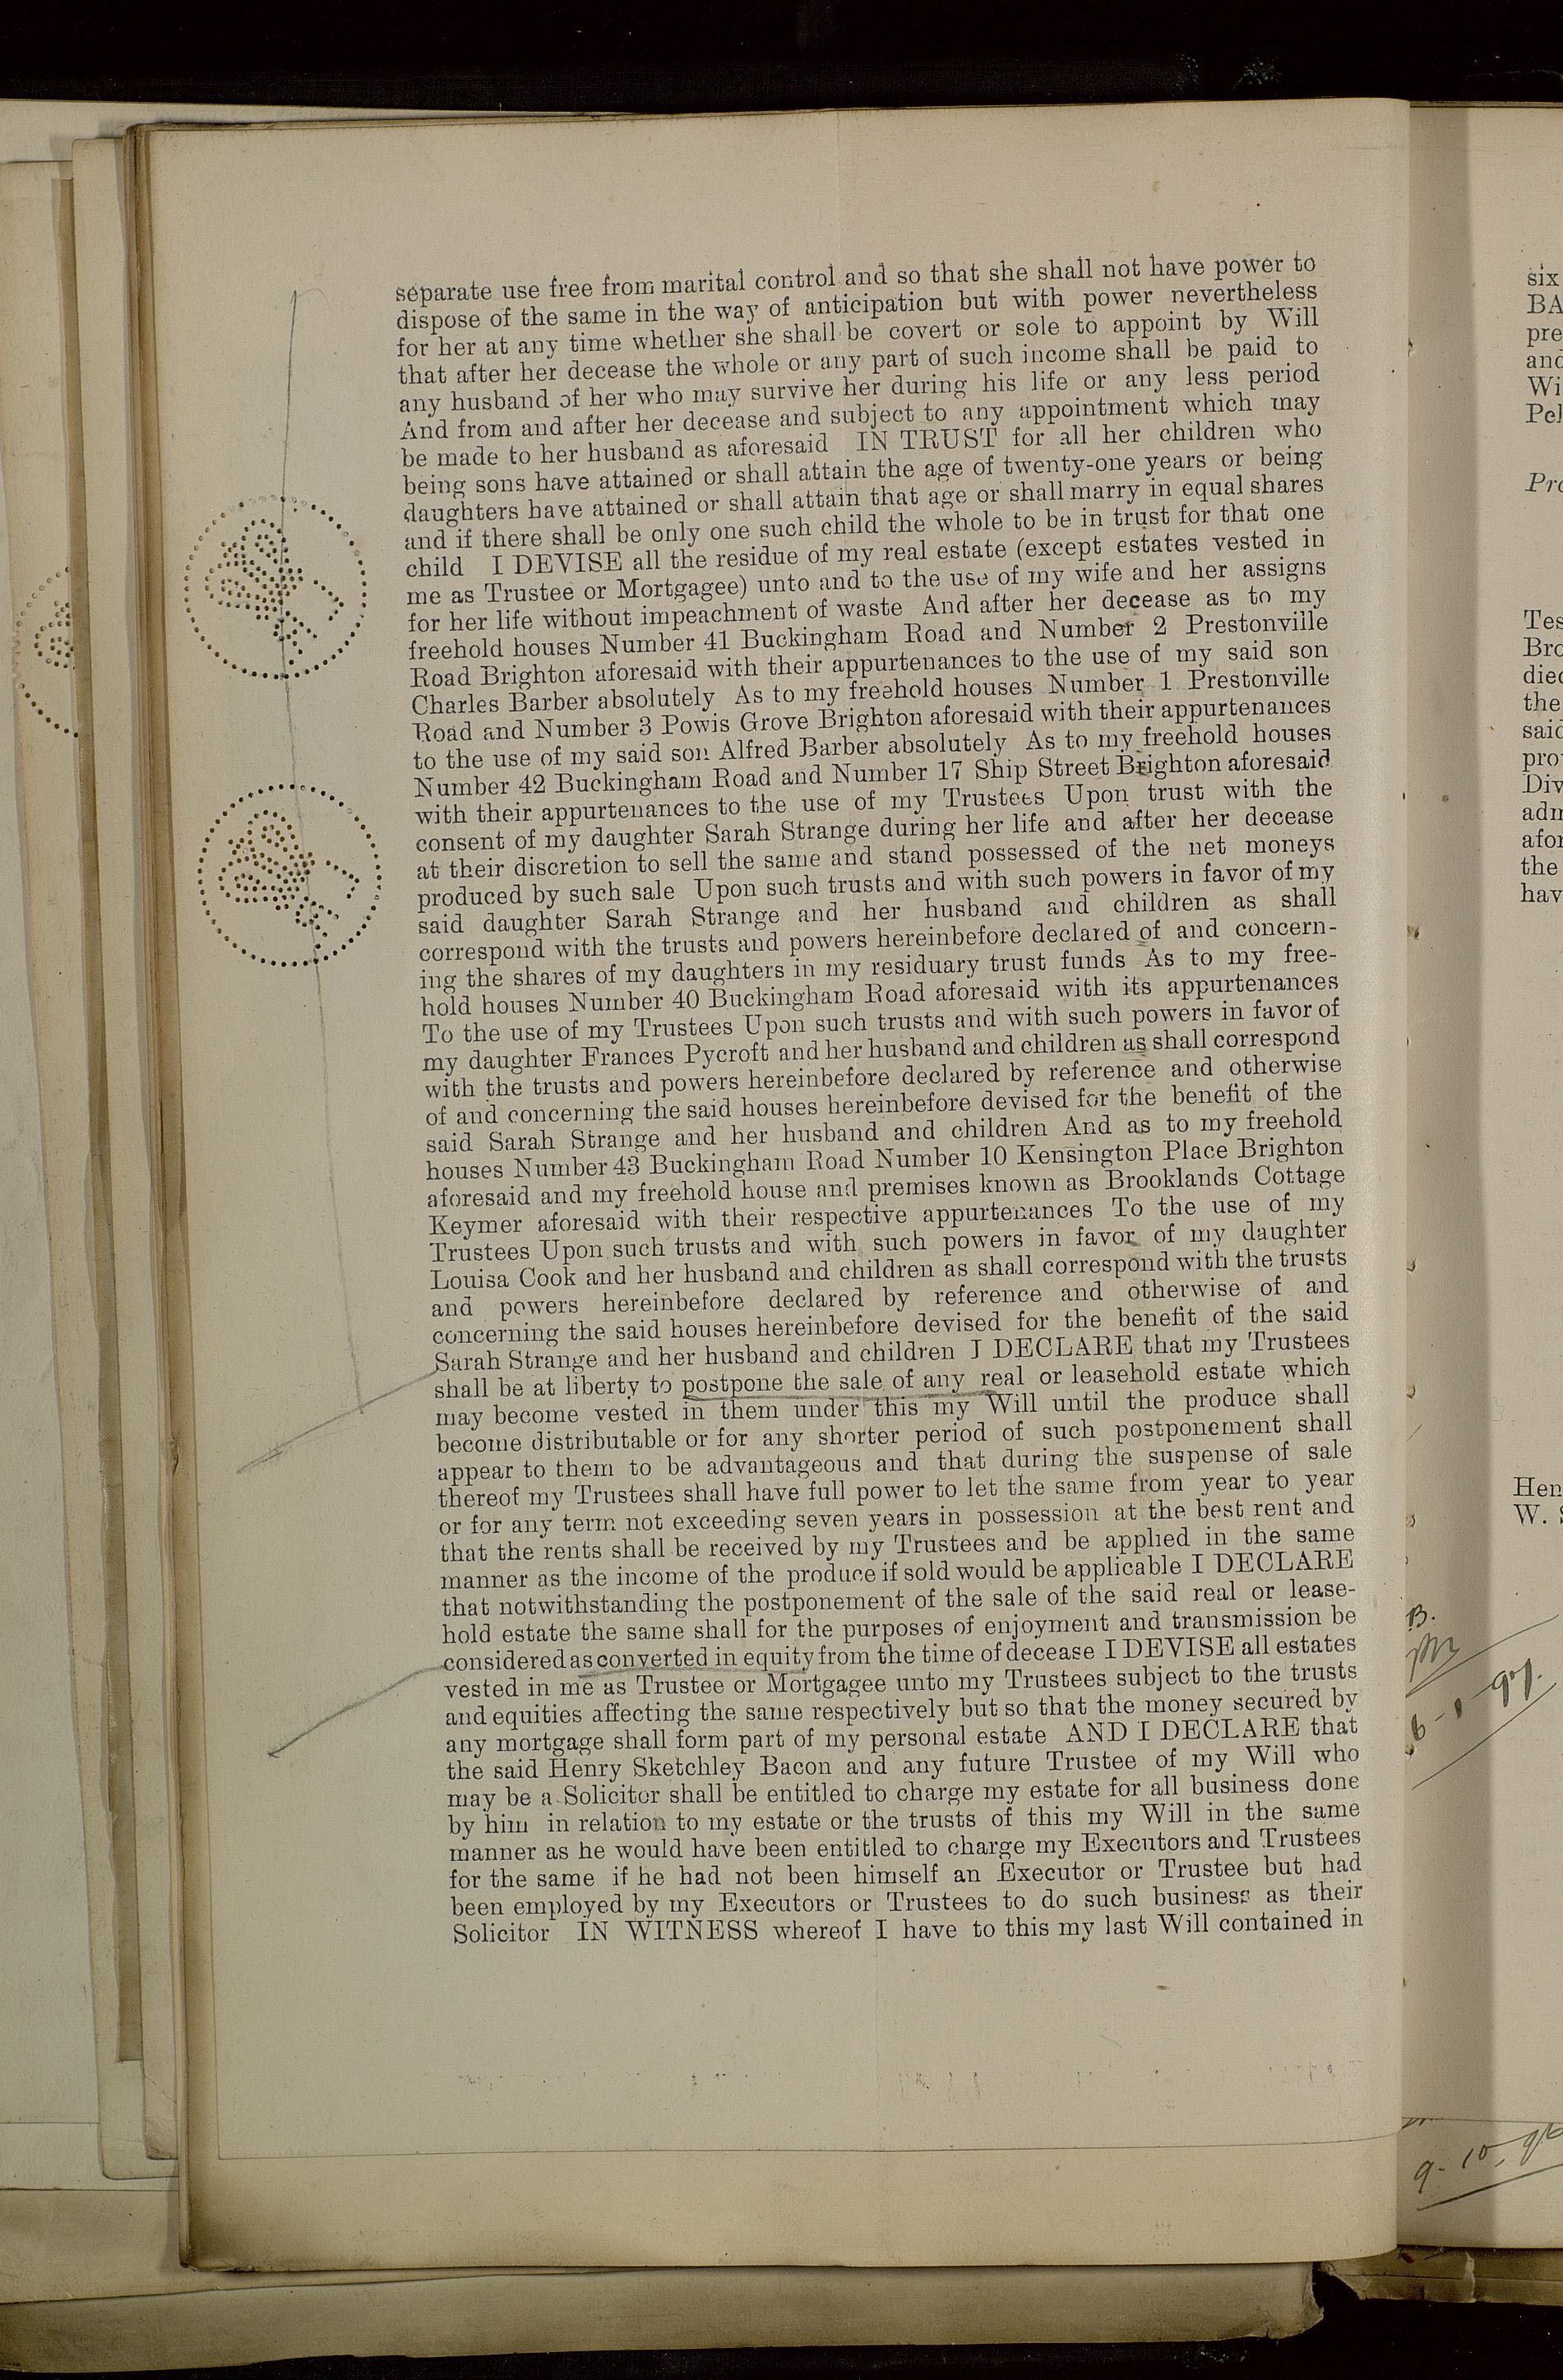 separate use free from marital control and so that she shall not have power to
dispose of the same in the way of anticipation but with power nevertheless
for her at any time whether she shall be covert or sole to appoint by Will
that after her decease the whole or any part of such income shall be paid to
any husband of her who may survive her during his life or any less period
And from and after her decease and subject to any appointment which may
be made to her husband as aforesaid IN TRUST for all her children who
being sons have attained or shall attain the age of twenty-one years or being
daughters have attained or shall attain that age or shall marry in equal shares
and if there shall be only one such child the whole to be in trust for that one
child I DEVISE all the residue of my real estate (except estates vested in
me as Trustee or Mortgagee) unto and to the use of my wife and her assigns
for her life without impeachment of waste And after her decease as to my
freehold houses Number 41 Buckingham Road and Number 2 Prestonville
Road Brighton aforesaid with their appurtenances to the use of my said son
Charles Barber absolutely As to my freehold houses Number 1 Prestonville
Road and Number 3 Powis Grove Brighton aforesaid with their appurtenances
to the use of my said son Alfred Barber absolutely As to my freehold houses
Number 42 Buckingham Road and Number 17 Ship Street Brighton aforesaid
with their appurtenances to the use of my Trustees Upon trust with the
consent of my daughter Sarah Strange during her life and after her decease
at their discretion to sell the same and stand possessed of the net moneys
produced by such sale Upon such trusts and with such powers in favor of my
said daughter Sarah Strange and her husband and children as shall
correspond with the trusts and powers hereinbefore declared of and concern-
ing the shares of my daughters in my residuary trust funds As to my free-
hold houses Number 40 Buckingham Road aforesaid with its appurtenances
To the use of my Trustees Upon such trusts and with such powers in favor of
my daughter Frances Pycroft and her husband and children as shall correspond
with the trusts and powers hereinbefore declared by reference and otherwise
of and concerning the said houses hereinbefore devised for the benefit of the
said Sarah Strange and her husband and children And as to my freehold
houses Number 43 Buckingham Road Number 10 Kensington Place Brighton
aforesaid and my freehold house and premises known as Brooklands Cottage
Keymer aforesaid with their respective appurtenances To the use of my
Trustees Upon such trusts and with such powers in favor of my daughter
Louisa Cook and her husband and children as shall correspond with the trusts
and powers hereinbefore declared by reference and otherwise of and
concerning the said houses hereinbefore devised for the benefit of the said
Sarah Strange and her husband and children I DECLARE that my Trustees
shall be at liberty to postpone the sale of any real or leasehold estate which
may become vested in them under this my Will until the produce shall
become distributable or for any shorter period of such postponement shall
appear to them to be advantageous and that during the suspense of sale
thereof my Trustees shall have full power to let the same from year to year
or for any term not exceeding seven years in possession at the best rent and
that the rents shall be received by my Trustees and be applied in the same
manner as the income of the produce if sold would be applicable I DECLARE
that notwithstanding the postponement of the sale of the said real or lease-
hold estate the same shall for the purposes of enjoyment and transmission be
considered as converted in equity from the time of decease I DEVISE all estates
vested in me as Trustee or Mortgagee unto my Trustees subject to the trusts
and equities affecting the same respectively but so that the money secured by
any mortgage shall form part of my personal estate AND I DECLARE that
the said Henry Sketchley Bacon and any future Trustee of my Will who
may be a Solicitor shall be entitled to charge my estate for all business done
by him in relation to my estate or the trusts of this my Will in the same
manner as he would have been entitled to charge my Executors and Trustees
for the same if he had not been himself an Executor or Trustee but had
been employed by my Executors or Trustees to do such business as their
Solicitor IN WITNESS whereof I have to this my last Will contained in
six
BA
pre
and
Wi
Pel
Pro
Tes
Bro
died
the
said
pro
Div
adm
afor
the
hav
Hen
W.
B.